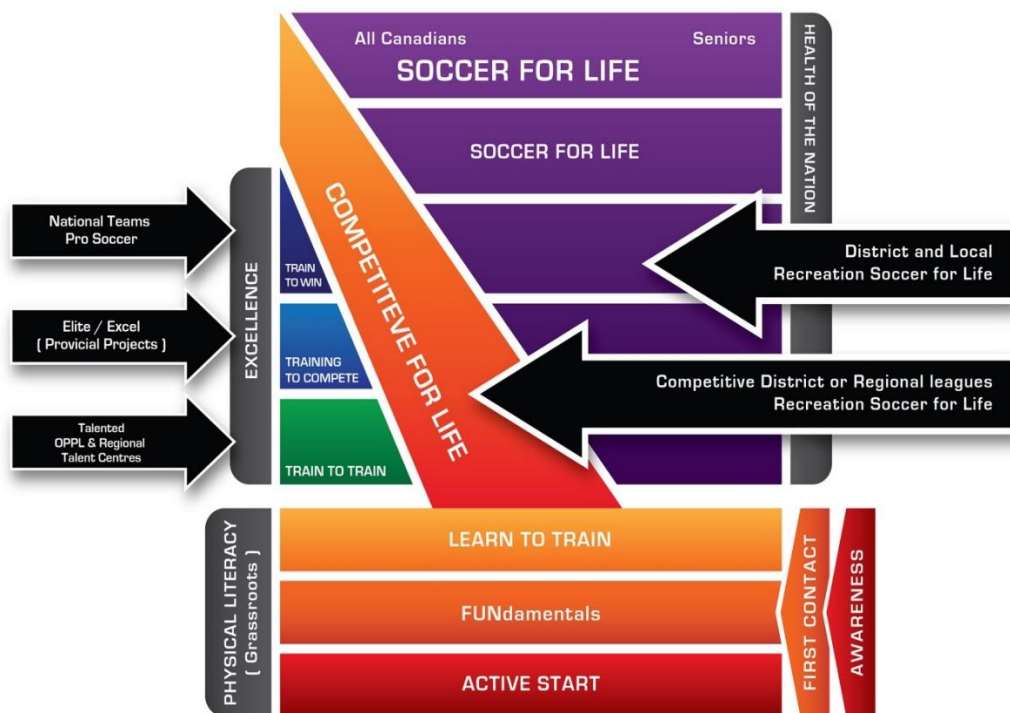 All Canadians
Seniors
SOCCER FOR LIFE
HEALTH OF THE NATION
SOCCER FOR LIFE
COMPETITEVE FOR LIFE
National Teams
Pro Soccer
EXCELLENCE
TRAIN
TO WIN
District and Local
Recreation Soccer for Life
Elite / Excel
( Provicial Projects )
TRAINING
TO COMPETE
Competitive District or Regional leagues
Recreation Soccer for Life
Talented
OPPL & Regional
Talent Centres
TRAIN TO TRAIN
PHYSICAL LITERACY
( Grassroots )
LEARN TO TRAIN
FUNdamentals
ACTIVE START
FIRST CONTACT
AWARENESS